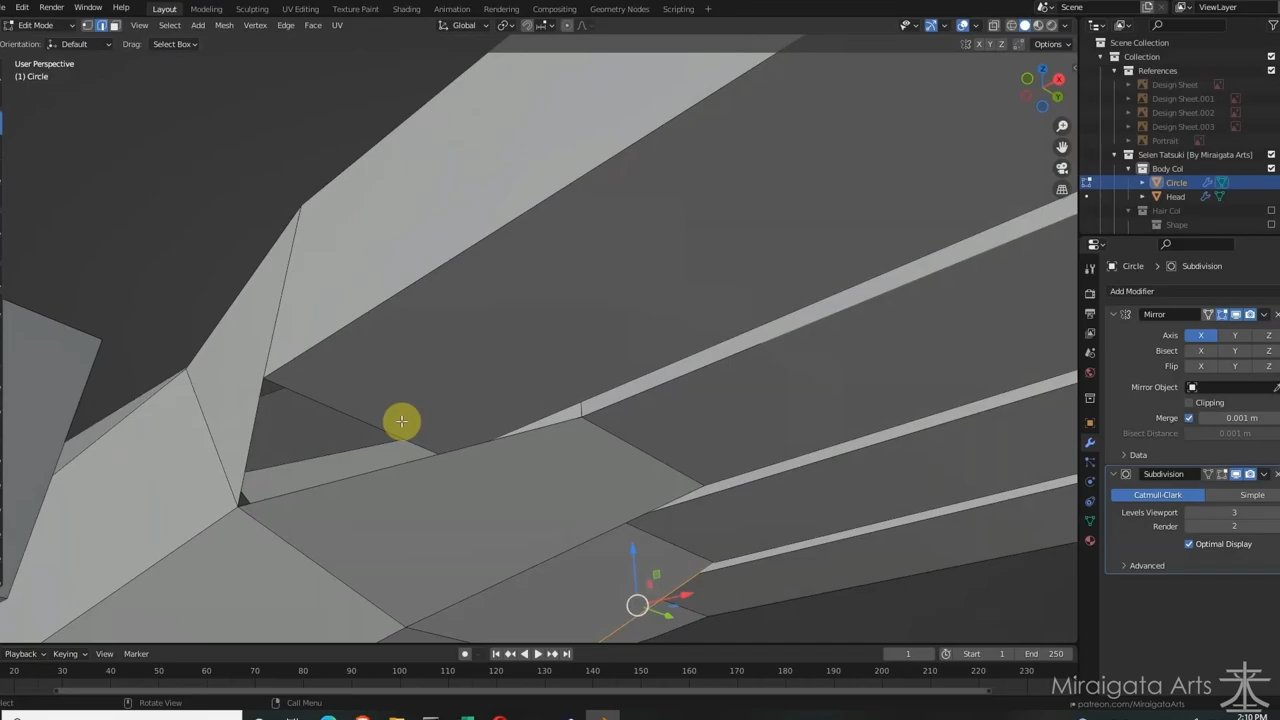 Edit Render Window Help Layout Modeling Sculpting UV Editing Texture Paint Shading Animation Rendering Compositing Geometry Nodes Scripting Scene ViewLayer
Edit Mode View Select Add Mesh Vertex Edge Face UV Global
Orientation: Default Drag: Select Box X Y Z Options
User Perspective
(1) Circle
Z
X
Y
Scene Collection
Collection
References
Design Sheet
Design Sheet.001
Design Sheet.002
Design Sheet.003
Portrait
Selen Tatsuki [By Miraigata Arts]
Body Col
Circle
Head
Hair Col
Shape
Circle Subdivision
Add Modifier
Mirror
Axis X Y Z
Bisect X Y Z
Flip X Y Z
Mirror Object
Clipping
Merge 0.001 m
Bisect Distance 0.001 m
Data
Subdivision
Catmull-Clark Simple
Levels Viewport 3
Render 2
Optimal Display
Advanced
Playback Keying View Marker 1 Start 1 End 250
20 30 40 50 60 70 80 90 100 110 120 130 140 150 160 170 180 190 200 210 220 230 240 250
Miraigata Arts
patreon.com/MiraigataArts
Rotate View Call Menu
2:10 PM